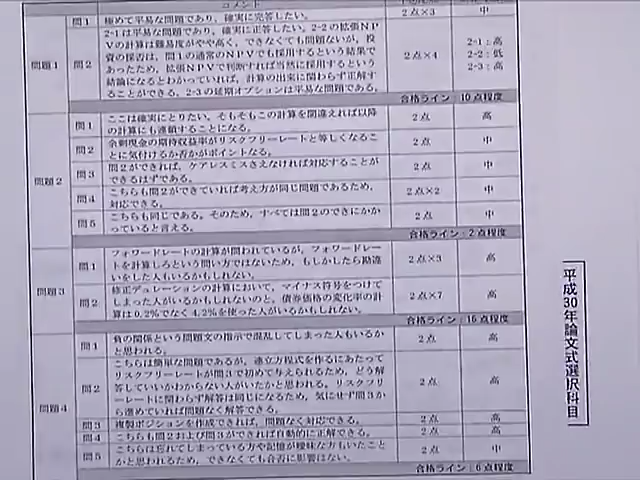 コメント
問1 極めて平易な問題であり、確実に完答したい。 2点×3 中
問題1 問2 2-1は平易な問題であり、確実に正答したい。2-2の拡張NP
Vの計算は難易度がやや高く、できなくても問題ないが、投
資の採否は、問1の通常のNPVでも採用するという結果で
あったため、拡張NPVで判断すれば当然に採用するという
結論になるとわかっていれば、計算の出来に関わらず正解す
ることができる。2-3の延期オプションは平易な問題である。
2点×4
2-1:高
2-2:低
2-3:高
合格ライン:10点程度
問題2 問1 ここは確実にとりたい。そもそもこの計算を間違えれば以降
の計算にも連鎖することになる。 2点 高
問2 余剰現金の期待収益率がリスクフリーレートと等しくなるこ
とに気付けるか否かがポイントなる。 2点 中
問3 問2ができれば、ケアレスミスさえなければ対応することが
できるはずである。 2点 中
問4 こちらも問2ができていれば考え方が同じ問題であるため、
対応できる。 2点×2 中
問5 こちらも同じである。そのため、すべては問2のできにかか
っていると言える。 2点 中
合格ライン:2点程度
問題3 問1 フォワードレートの計算が問われているが、フォワードレー
トを計算しろという問い方ではないため、もしかしたら勘違
いをした人もいるかもしれない。 2点×3 高
問2 修正デュレーションの計算において、マイナス符号をつけて
しまった人がいるかもしれないのと、債券価格の変化率の計
算は0.2%でなく4.2%を使った人がいるかもしれない。 2点×7 高
合格ライン:16点程度
問題4 問1 負の関係という問題文の指示で混乱してしまった人もいるか
と思われる。 2点 高
問2 こちらは簡単な問題であるが、連立方程式を作るにあたって
リスクフリーレートが問3で初めて与えられるため、どう解
答していいかわからない人がいたかと思われる。リスクフリ
ーレートに関わらず解答は同じになるため、気にせず問3か
ら進めていれば問題なく解答できる。 2点 高
問3 複製ポジションを作成できれば、問題なく対応できる。 2点 高
問4 こちらも問2および問3ができれば自動的に正解できる。 2点 高
問5 こちらは忘れてしまっている方や記憶が曖昧な方もいたこと
かと思われるため、できなくても合否に影響はない。 2点 中
合格ライン:6点程度
平成30年論文式選択科目